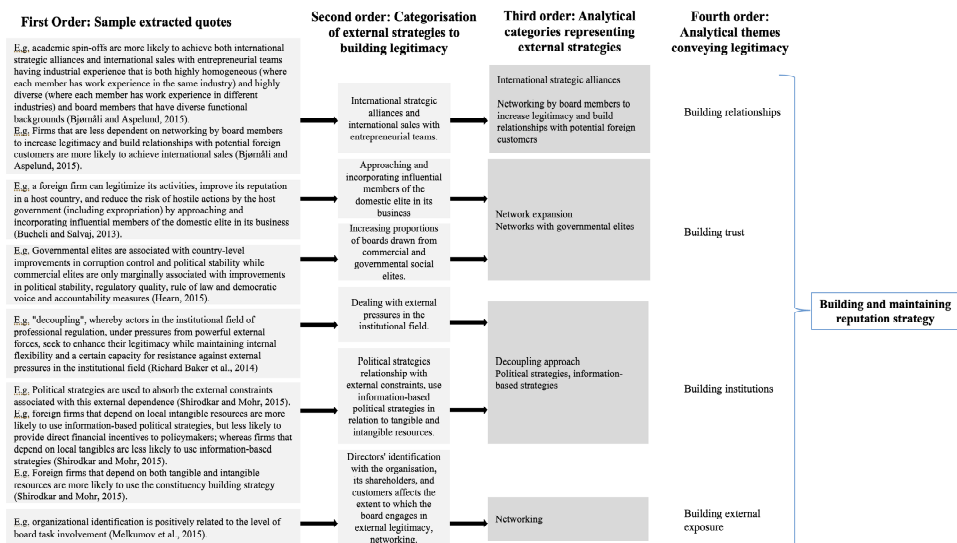 First Order: Sample extracted quotes
E.g. academic spin-offs are more likely to achieve both international
strategic alliances and international sales with entrepreneurial teams
having industrial experience that is both highly homogeneous (where
each member has work experience in the same industry) and highly
diverse (where each member has work experience in different
industries) and board members that have diverse functional
backgrounds (Bjørnåli and Aspelund, 2015).
E.g. Firms that are less dependent on networking by board members
to increase legitimacy and build relationships with potential foreign
customers are more likely to achieve international sales (Bjørnåli and
Aspelund, 2015).
E.g. a foreign firm can legitimize its activities, improve its reputation
in a host country, and reduce the risk of hostile actions by the host
government (including expropriation) by approaching and
incorporating influential members of the domestic elite in its business
(Bucheli and Salvaj, 2013).
E.g. Governmental elites are associated with country-level
improvements in corruption control and political stability while
commercial elites are only marginally associated with improvements
in political stability, regulatory quality, rule of law and democratic
voice and accountability measures (Hearn, 2015).
E.g. "decoupling", whereby actors in the institutional field of
professional regulation, under pressures from powerful external
forces, seek to enhance their legitimacy while maintaining internal
flexibility and a certain capacity for resistance against external
pressures in the institutional field (Richard Baker et al., 2014)
E.g. Political strategies are used to absorb the external constraints
associated with this external dependence (Shirodkar and Mohr, 2015).
E.g. foreign firms that depend on local intangible resources are more
likely to use information-based political strategies, but less likely to
provide direct financial incentives to policymakers; whereas firms that
depend on local tangibles are less likely to use information-based
strategies (Shirodkar and Mohr, 2015).
E.g. Foreign firms that depend on both tangible and intangible
resources are more likely to use the constituency building strategy
(Shirodkar and Mohr, 2015).
E.g. organizational identification is positively related to the level of
board task involvement (Melkumov et al., 2015).
Second order: Categorisation
of external strategies to
building legitimacy
International strategic
alliances and
international sales with
entrepreneurial teams.
Approaching and
incorporating influential
members of the
domestic elite in its
business
Increasing proportions
of boards drawn from
commercial and
governmental social
elites.
Dealing with external
pressures in the
institutional field.
Political strategies
relationship with
external constraints, use
information-based
political strategies in
relation to tangible and
intangible resources.
Directors' identification
with the organisation,
its shareholders, and
customers affects the
extent to which the
board engages in
external legitimacy,
networking.
Third order: Analytical
categories representing
external strategies
International strategic alliances
Networking by board members to
increase legitimacy and build
relationships with potential foreign
customers
Network expansion
Networks with governmental elites
Decoupling approach
Political strategies, information-
based strategies
Networking
Fourth order:
Analytical themes
conveying legitimacy
Building relationships
Building trust
Building institutions
Building external
exposure
Building and maintaining
reputation strategy